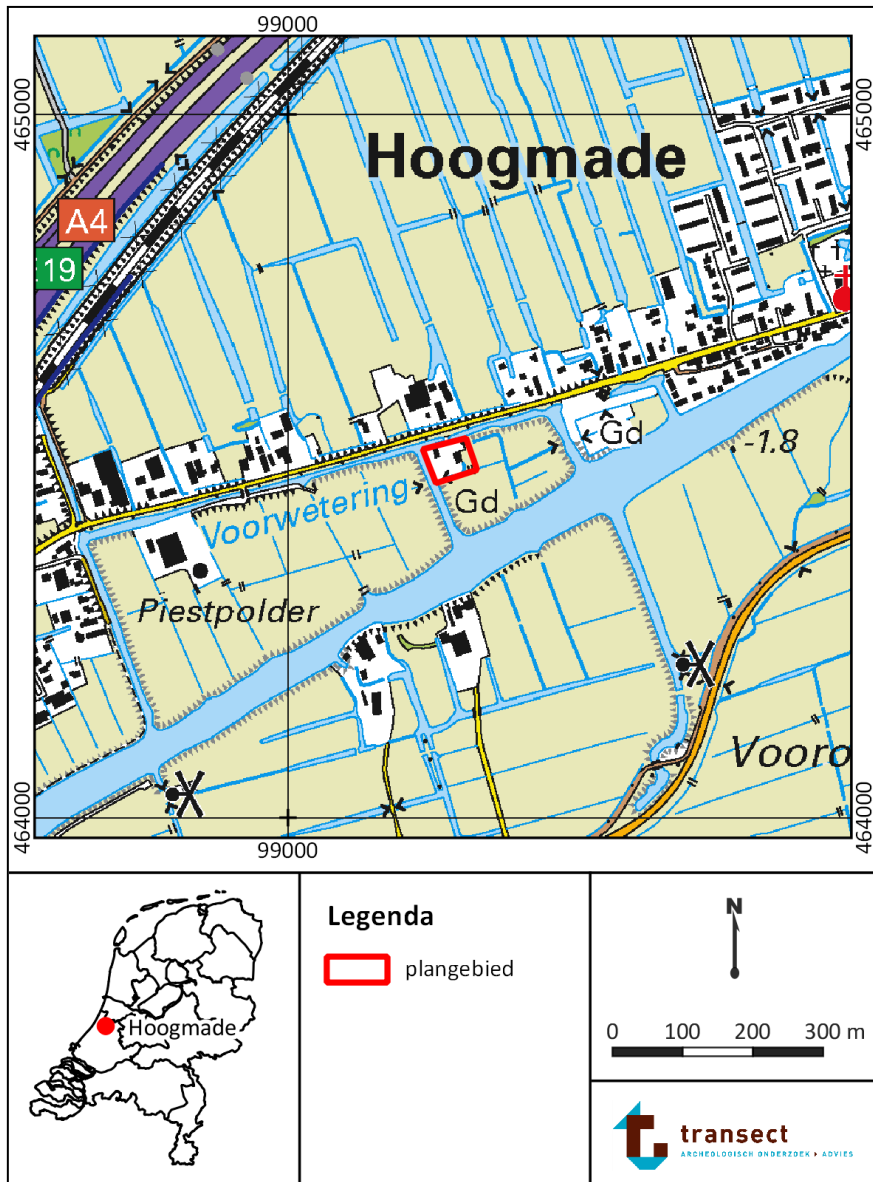 99000
465000
465000
Hoogmade
A4
19
Gd
-1.8
Voorwetering
Gd
Piestpolder
Vooro
464000
464000
99000
Legenda
plangebied
Hoogmade
N
0 100 200 300 m
transect
ARCHEOLOGISCH ONDERZOEK ADVIES